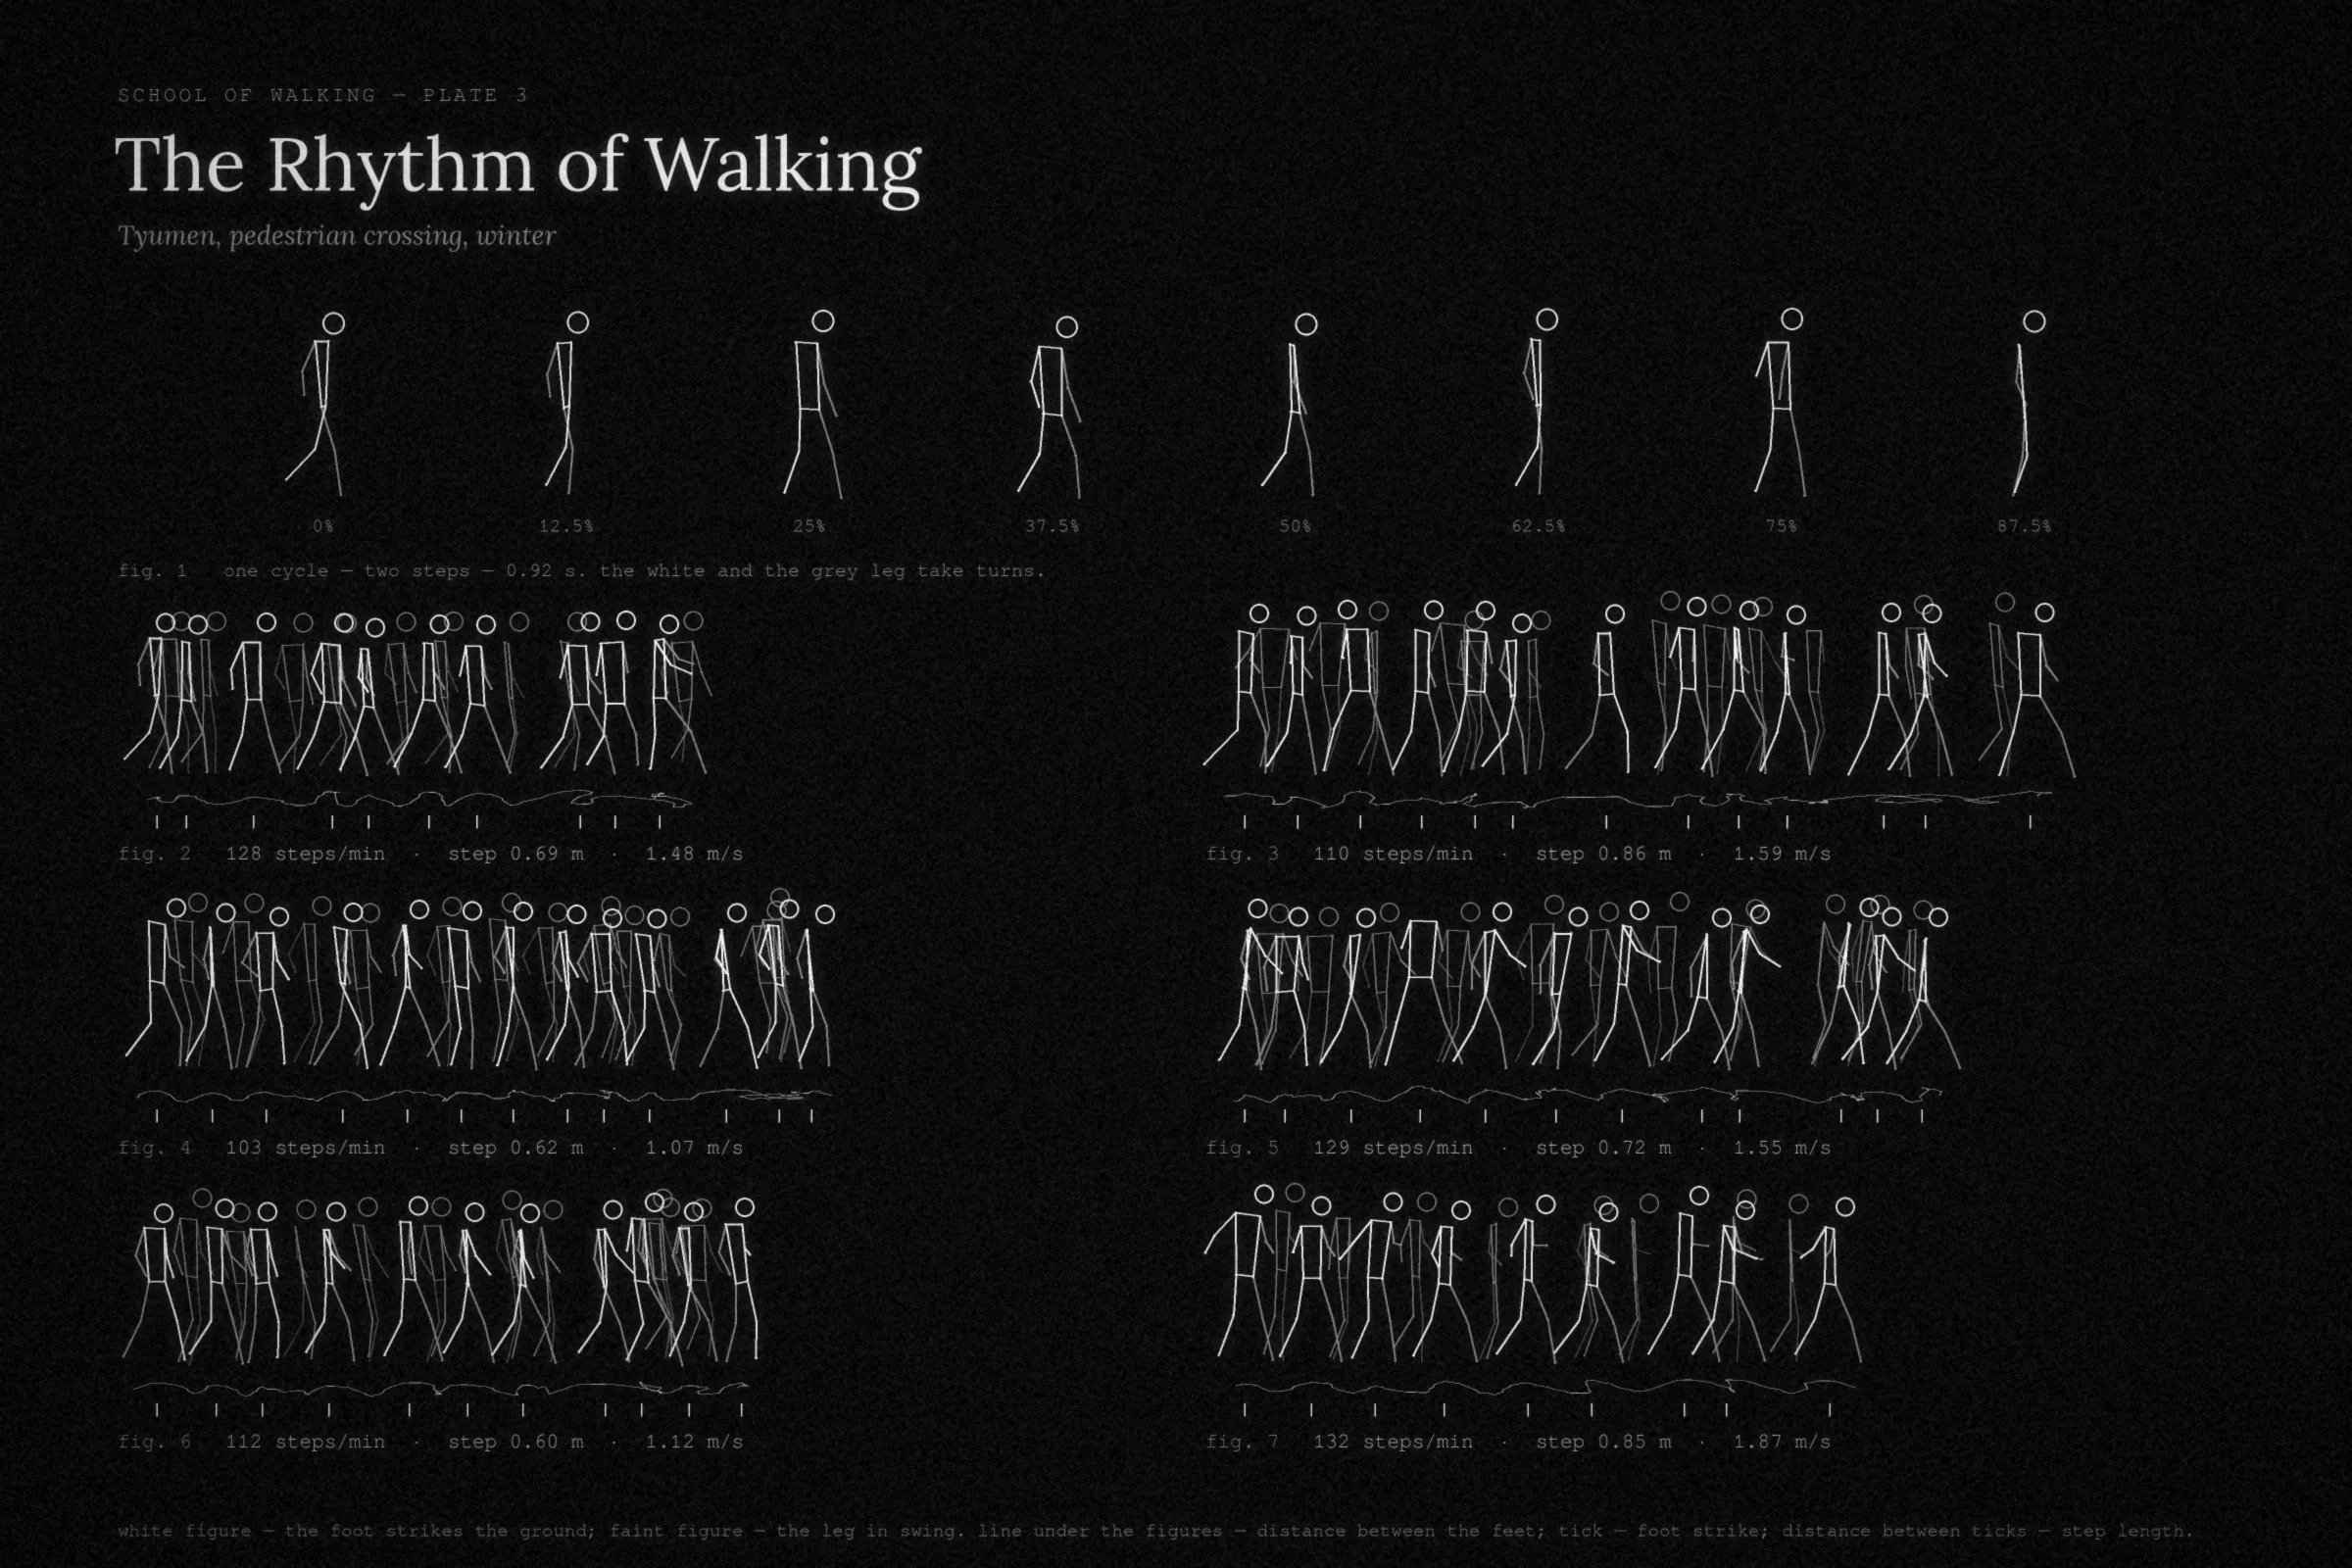 SCHOOL OF WALKING — PLATE 3
The Rhythm of Walking
Tyumen, pedestrian crossing, winter
0% 12.5% 25% 37.5% 50% 62.5% 75% 87.5%
fig. 1 one cycle — two steps — 0.92 s. the white and the grey leg take turns.
fig. 2 128 steps/min · step 0.69 m · 1.48 m/s
fig. 3 110 steps/min · step 0.86 m · 1.59 m/s
fig. 4 103 steps/min · step 0.62 m · 1.07 m/s
fig. 5 129 steps/min · step 0.72 m · 1.55 m/s
fig. 6 112 steps/min · step 0.60 m · 1.12 m/s
fig. 7 132 steps/min · step 0.85 m · 1.87 m/s
white figure — the foot strikes the ground; faint figure — the leg in swing. line under the figures — distance between the feet; tick — foot strike; distance between ticks — step length.